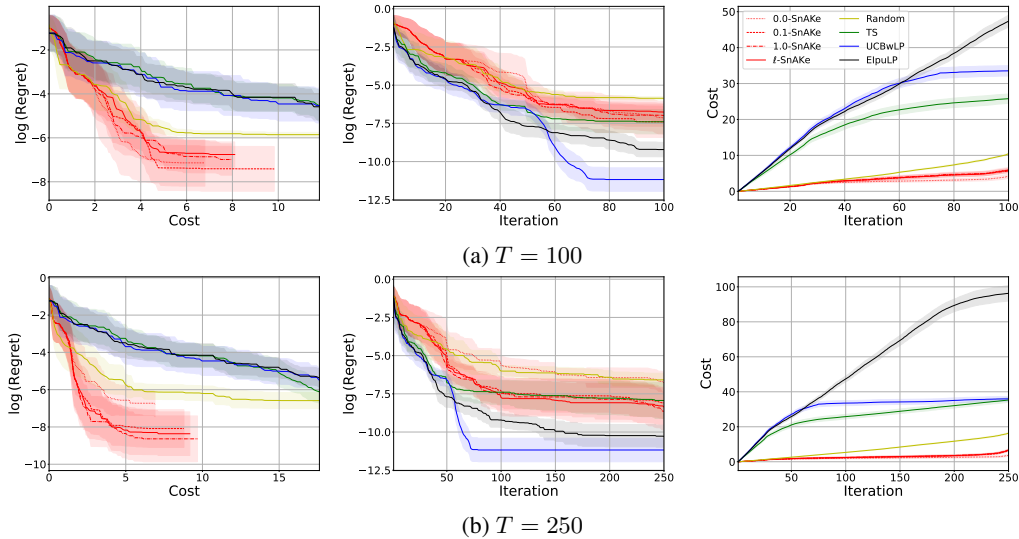 0.0-SnAKe
0.1-SnAKe
1.0-SnAKe
ℓ-SnAKe
Random
TS
UCBwLP
EIpuLP
log (Regret)
−2
−4
−6
−8
0 2 4 6 8 10
Cost
log (Regret)
0.0
−2.5
−5.0
−7.5
−10.0
−12.5
20 40 60 80 100
Iteration
Cost
50
40
30
20
10
0
20 40 60 80 100
Iteration
(a) T = 100
log (Regret)
0
−2
−4
−6
−8
−10
0 5 10 15
Cost
log (Regret)
0.0
−2.5
−5.0
−7.5
−10.0
−12.5
50 100 150 200 250
Iteration
Cost
100
80
60
40
20
0
50 100 150 200 250
Iteration
(b) T = 250